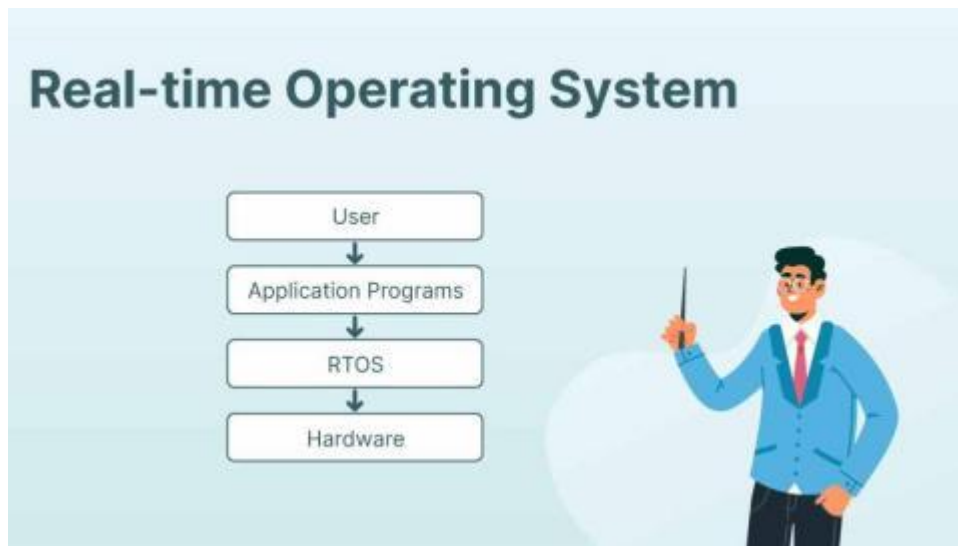 Real-time Operating System
User
Application Programs
RTOS
Hardware